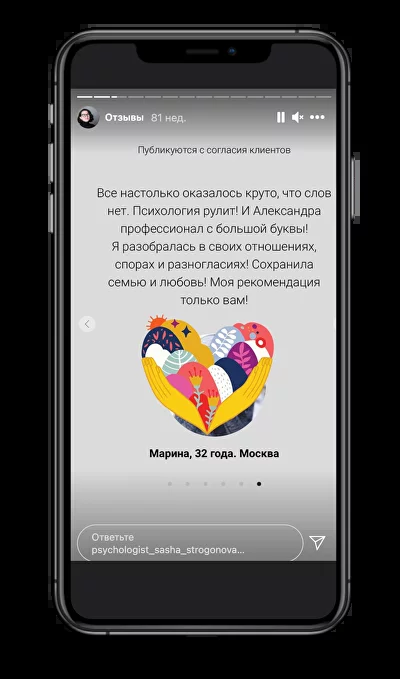 Отзывы 81 нед.
Публикуются с согласия клиентов
Все настолько оказалось круто, что слов
нет. Психология рулит! И Александра
профессионал с большой буквы!
Я разобралась в своих отношениях,
спорах и разногласиях! Сохранила
семью и любовь! Моя рекомендация
только вам!
Марина, 32 года. Москва
Ответьте
psychologist_sasha_strogonova...